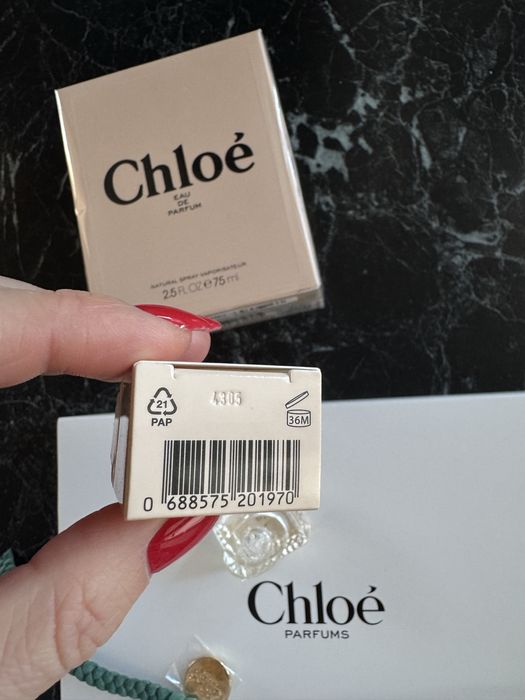 Chloé
EAU
DE
PARFUM
NATURAL SPRAY VAPORISATEUR
2.5 FL.OZ e 75 ml
21
PAP
4305
36M
0 688575 201970
Chloé
PARFUMS